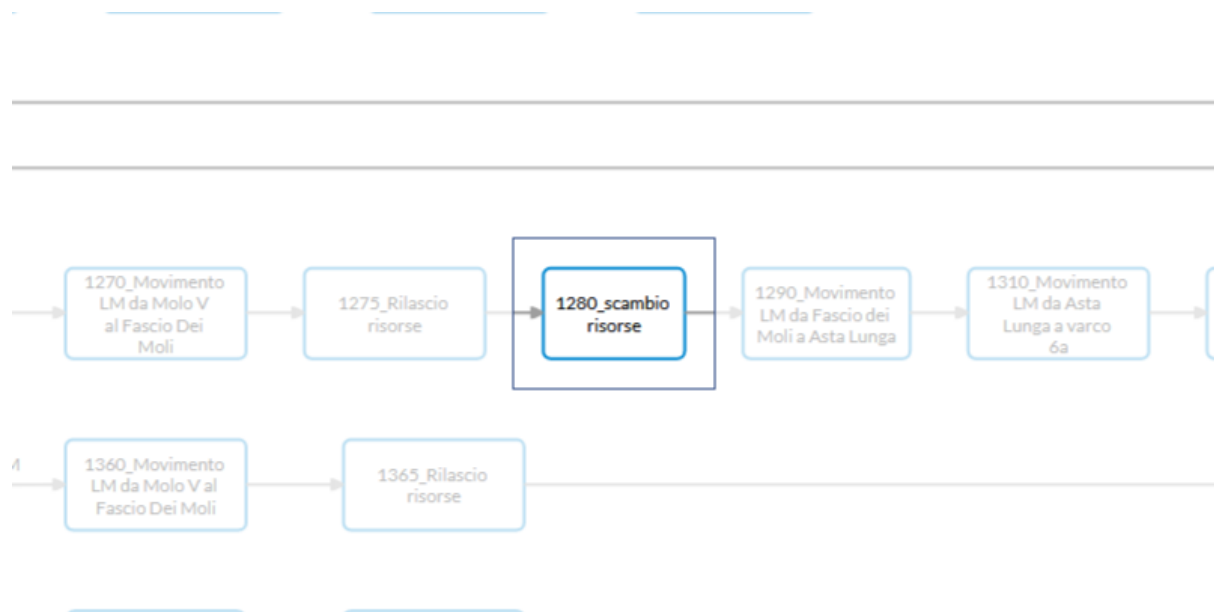 1270_Movimento
LM da Molo V
al Fascio Dei
Moli
1275_Rilascio
risorse
1280_scambio
risorse
1290_Movimento
LM da Fascio dei
Moli a Asta Lunga
1310_Movimento
LM da Asta
Lunga a varco
6a
M
1360_Movimento
LM da Molo V al
Fascio Dei Moli
1365_Rilascio
risorse